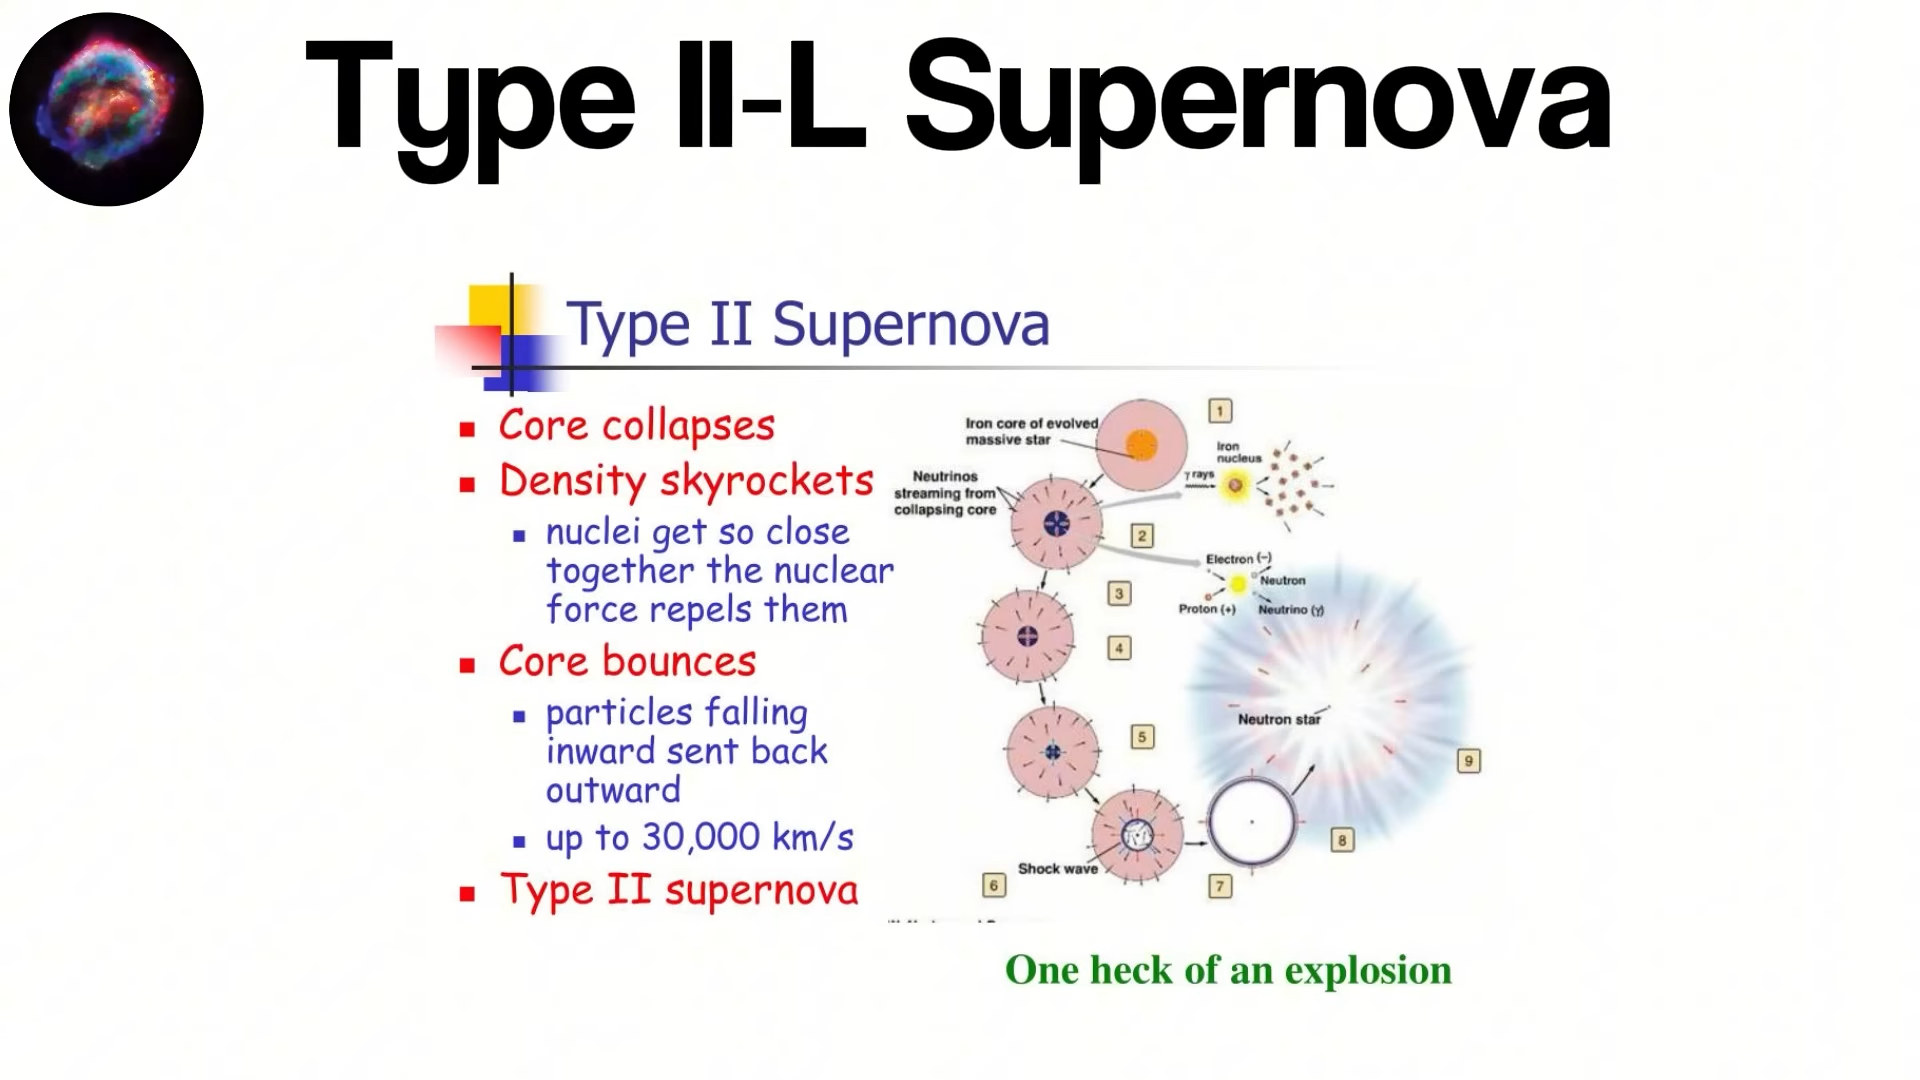 Type II-L Supernova
Type II Supernova
Core collapses
Density skyrockets
nuclei get so close
together the nuclear
force repels them
Core bounces
particles falling
inward sent back
outward
up to 30,000 km/s
Type II supernova
Iron core of evolved
massive star
1
Iron
nucleus
γ rays
Neutrinos
streaming from
collapsing core
2
Electron (−)
Neutron
Proton (+)
Neutrino (γ)
3
4
5
Neutron star
9
8
Shock wave
6
7
One heck of an explosion